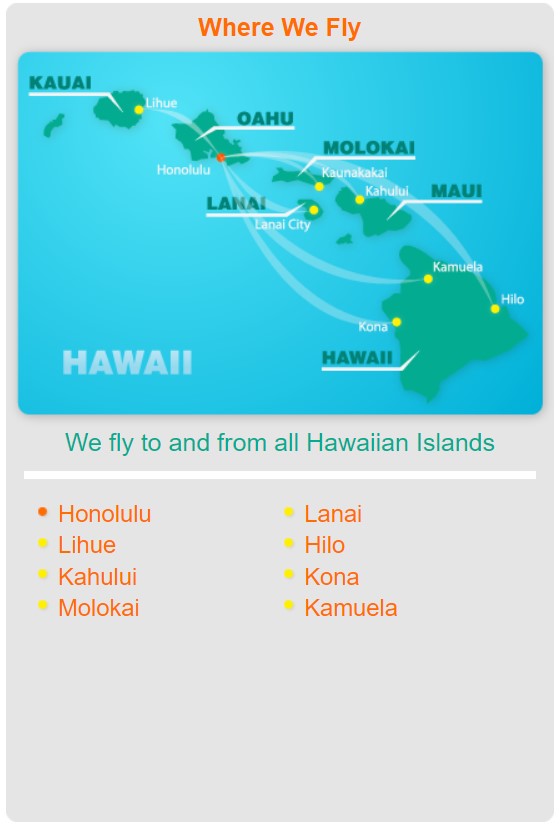 Where We Fly
KAUAI
Lihue
OAHU
Honolulu
MOLOKAI
Kaunakakai
Kahului
MAUI
LANAI
Lanai City
Kamuela
Hilo
Kona
HAWAII
HAWAII
We fly to and from all Hawaiian Islands
Honolulu
Lihue
Kahului
Molokai
Lanai
Hilo
Kona
Kamuela